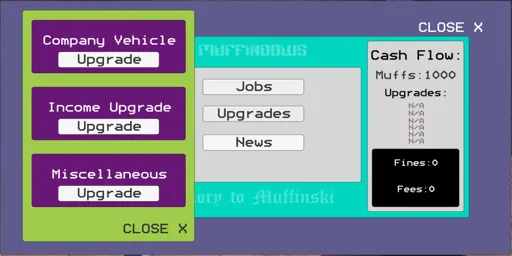 Company Vehicle
Upgrade
Income Upgrade
Upgrade
Miscellaneous
Upgrade
CLOSE X
MUFFINDOWS
Jobs
Upgrades
News
ory to Muffinski
CLOSE X
Cash Flow:
Muffs:1000
Upgrades:
N/A
N/A
N/A
N/A
N/A
Fines:0
Fees:0